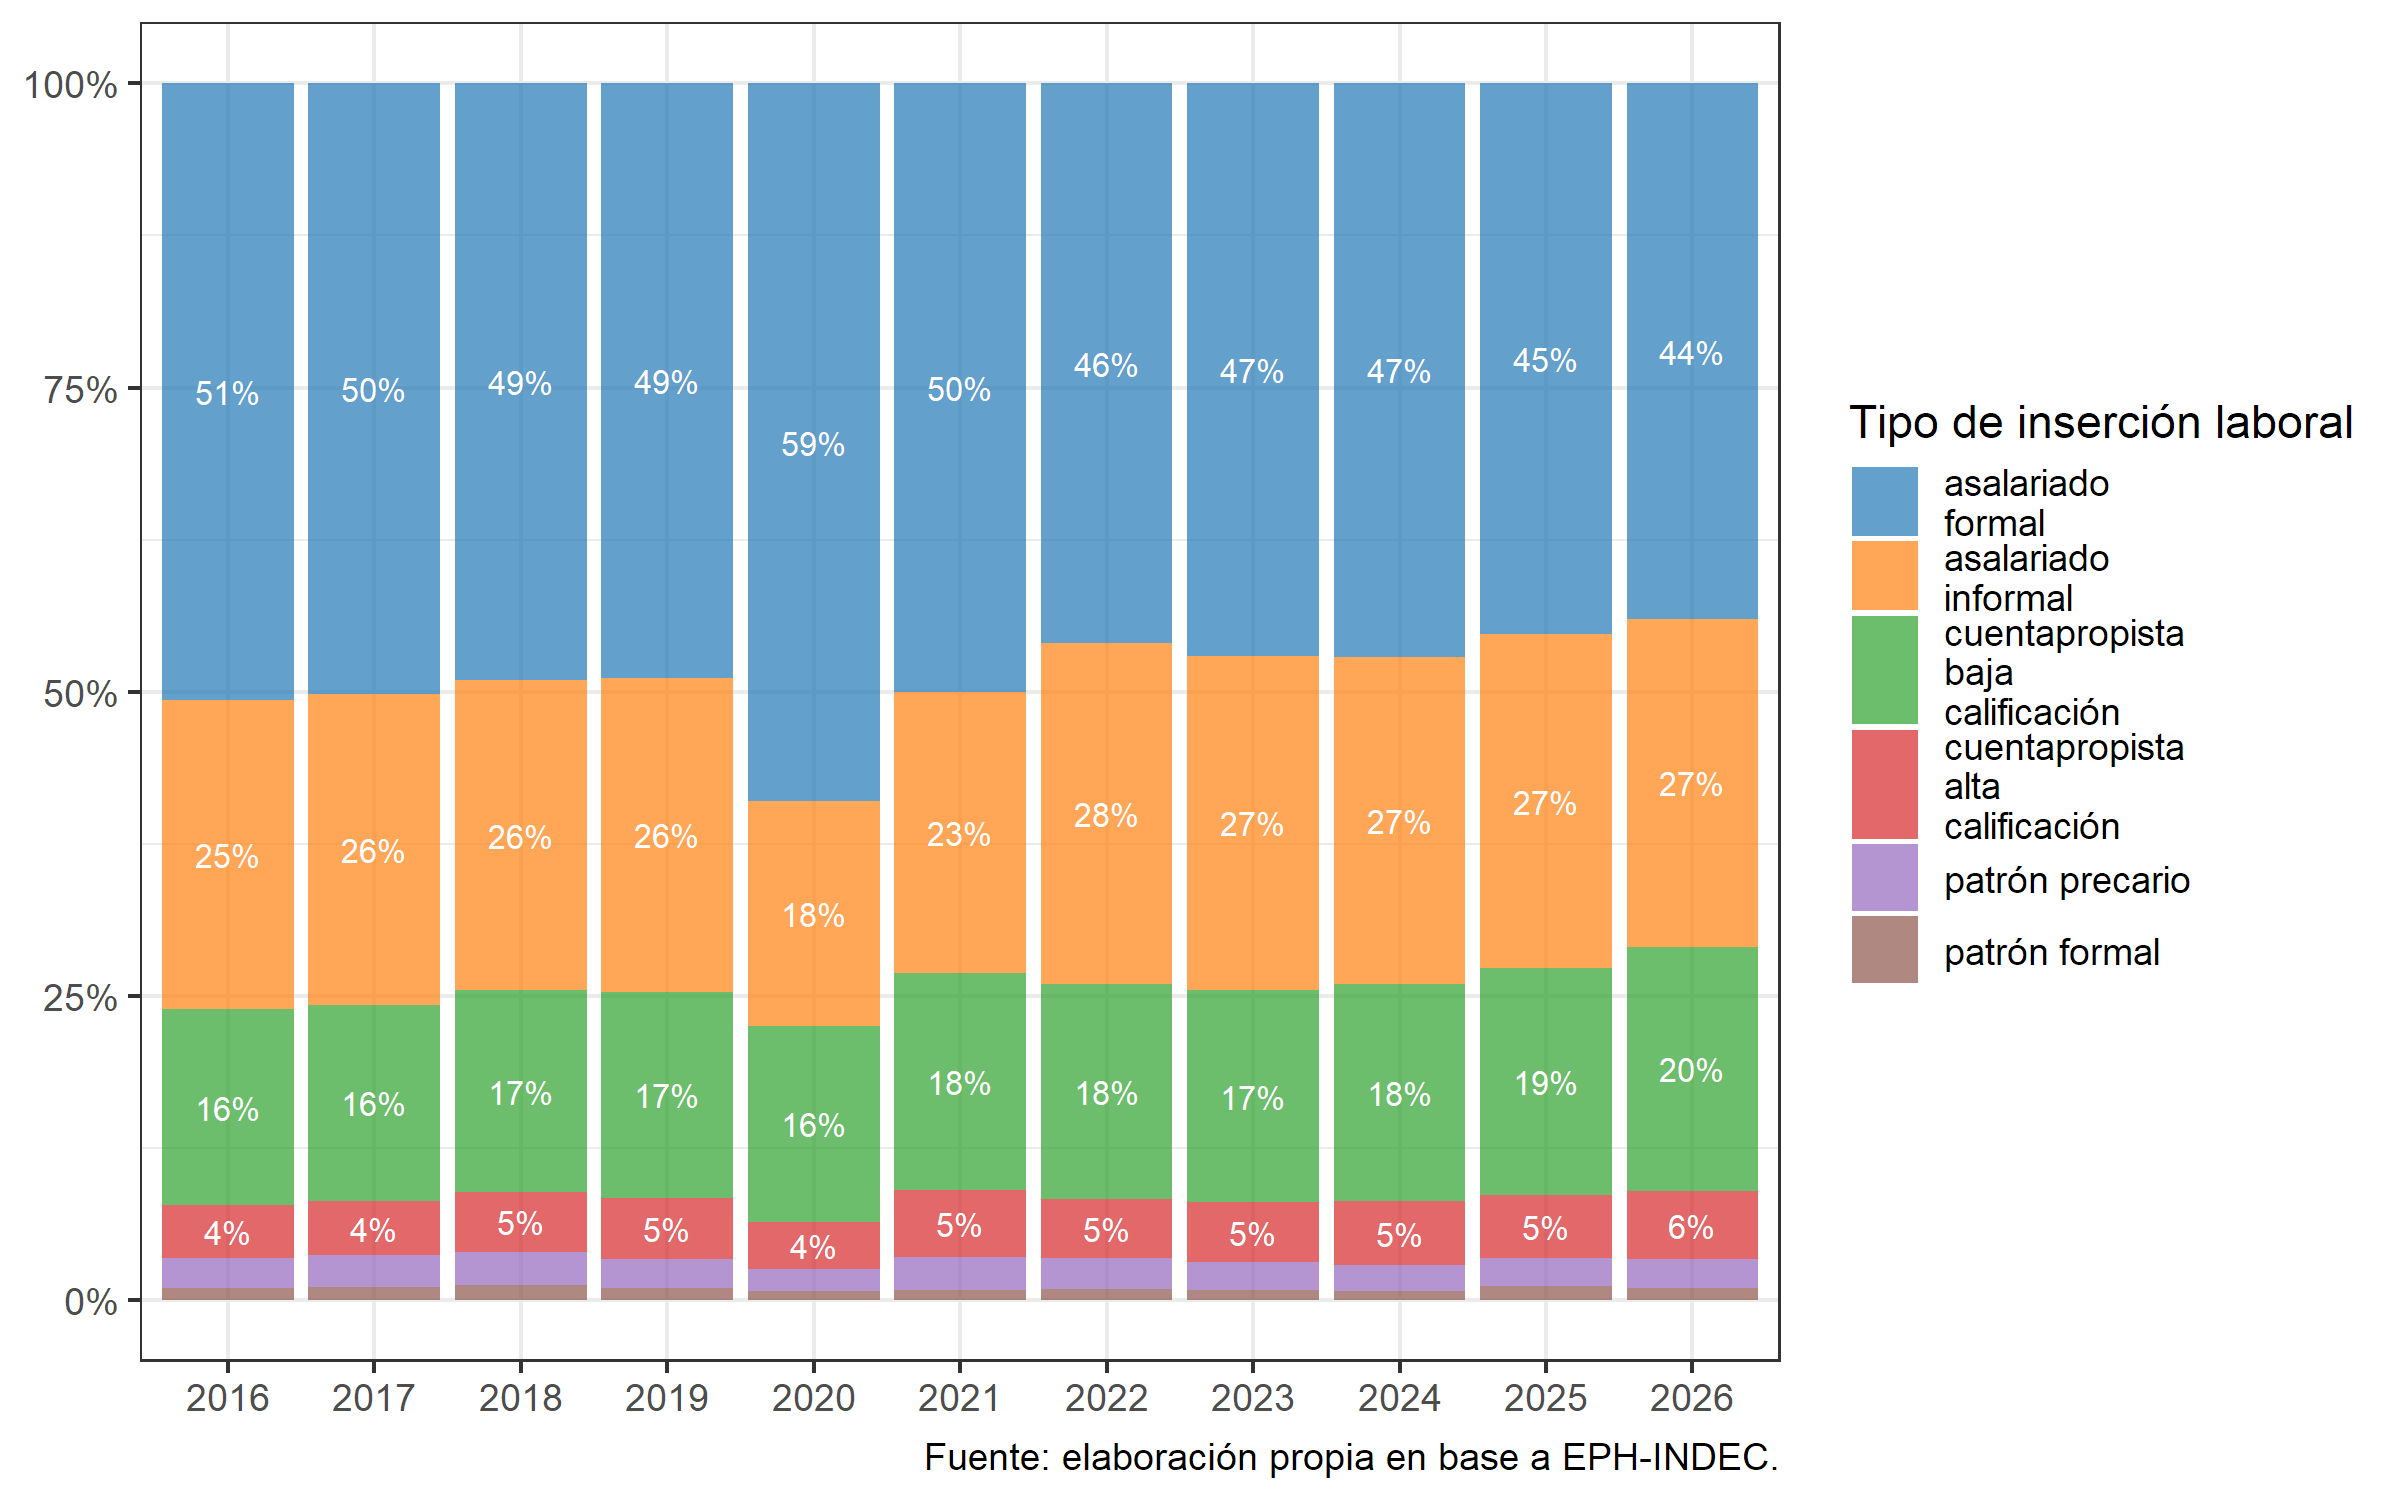 100%
75%
50%
25%
0%
51% 50% 49% 49% 59% 50% 46% 47% 47% 45% 44%
25% 26% 26% 26% 18% 23% 28% 27% 27% 27% 27%
16% 16% 17% 17% 16% 18% 18% 17% 18% 19% 20%
4% 4% 5% 5% 4% 5% 5% 5% 5% 5% 6%
2016 2017 2018 2019 2020 2021 2022 2023 2024 2025 2026
Fuente: elaboración propia en base a EPH-INDEC.
Tipo de inserción laboral
asalariado
formal
asalariado
informal
cuentapropista
baja
calificación
cuentapropista
alta
calificación
patrón precario
patrón formal